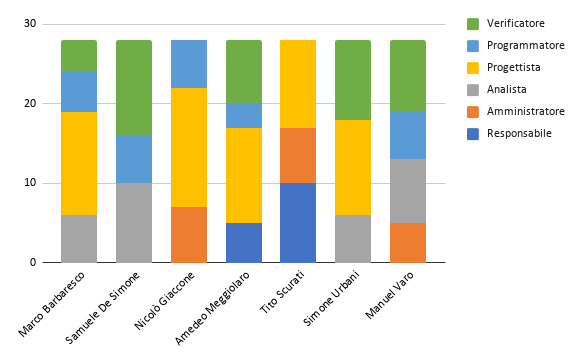 30
20
10
0
Marco Barbaresco
Samuele De Simone
Nicolò Giaccone
Amedeo Meggiolaro
Tito Scurati
Simone Urbani
Manuel Varo
Verificatore
Programmatore
Progettista
Analista
Amministratore
Responsabile